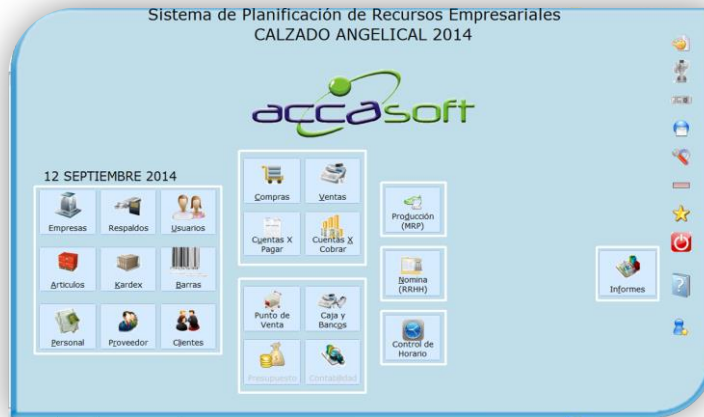 Sistema de Planificación de Recursos Empresariales
CALZADO ANGELICAL 2014
accasoft
12 SEPTIEMBRE 2014
Empresas
Respaldos
Usuarios
Articulos
Kardex
Barras
Personal
Proveedor
Clientes
Compras
Ventas
Cuentas X
Pagar
Cuentas X
Cobrar
Punto de
Venta
Caja y
Bancos
Presupuesto
Contabilidad
Producción
(MRP)
Nomina
(RRHH)
Control de
Horario
Informes